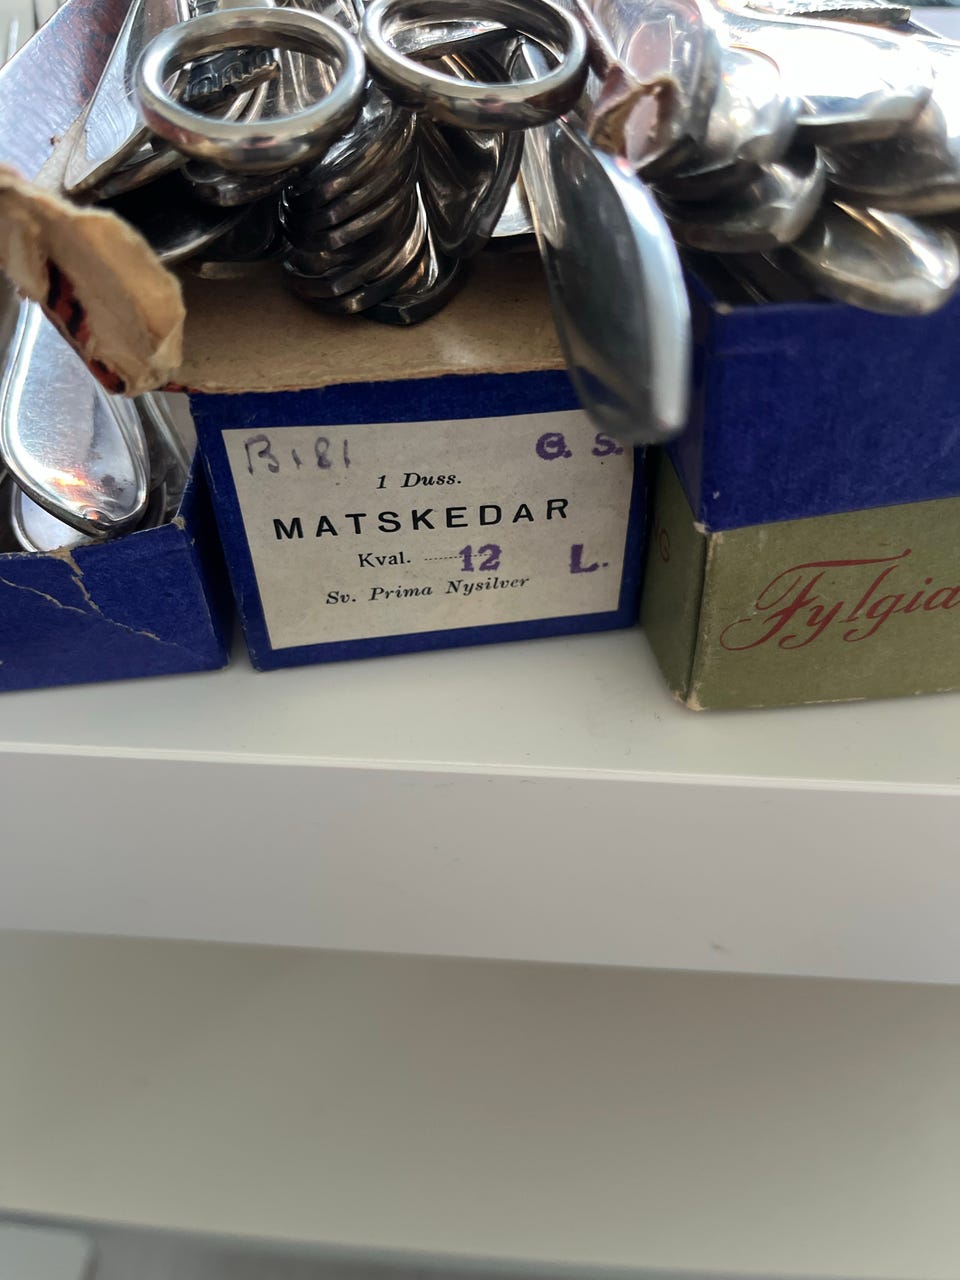 B181 G. S.
1 Duss.
MATSKEDAR
Kval. 12 L.
Sv. Prima Nysilver
Fylgia